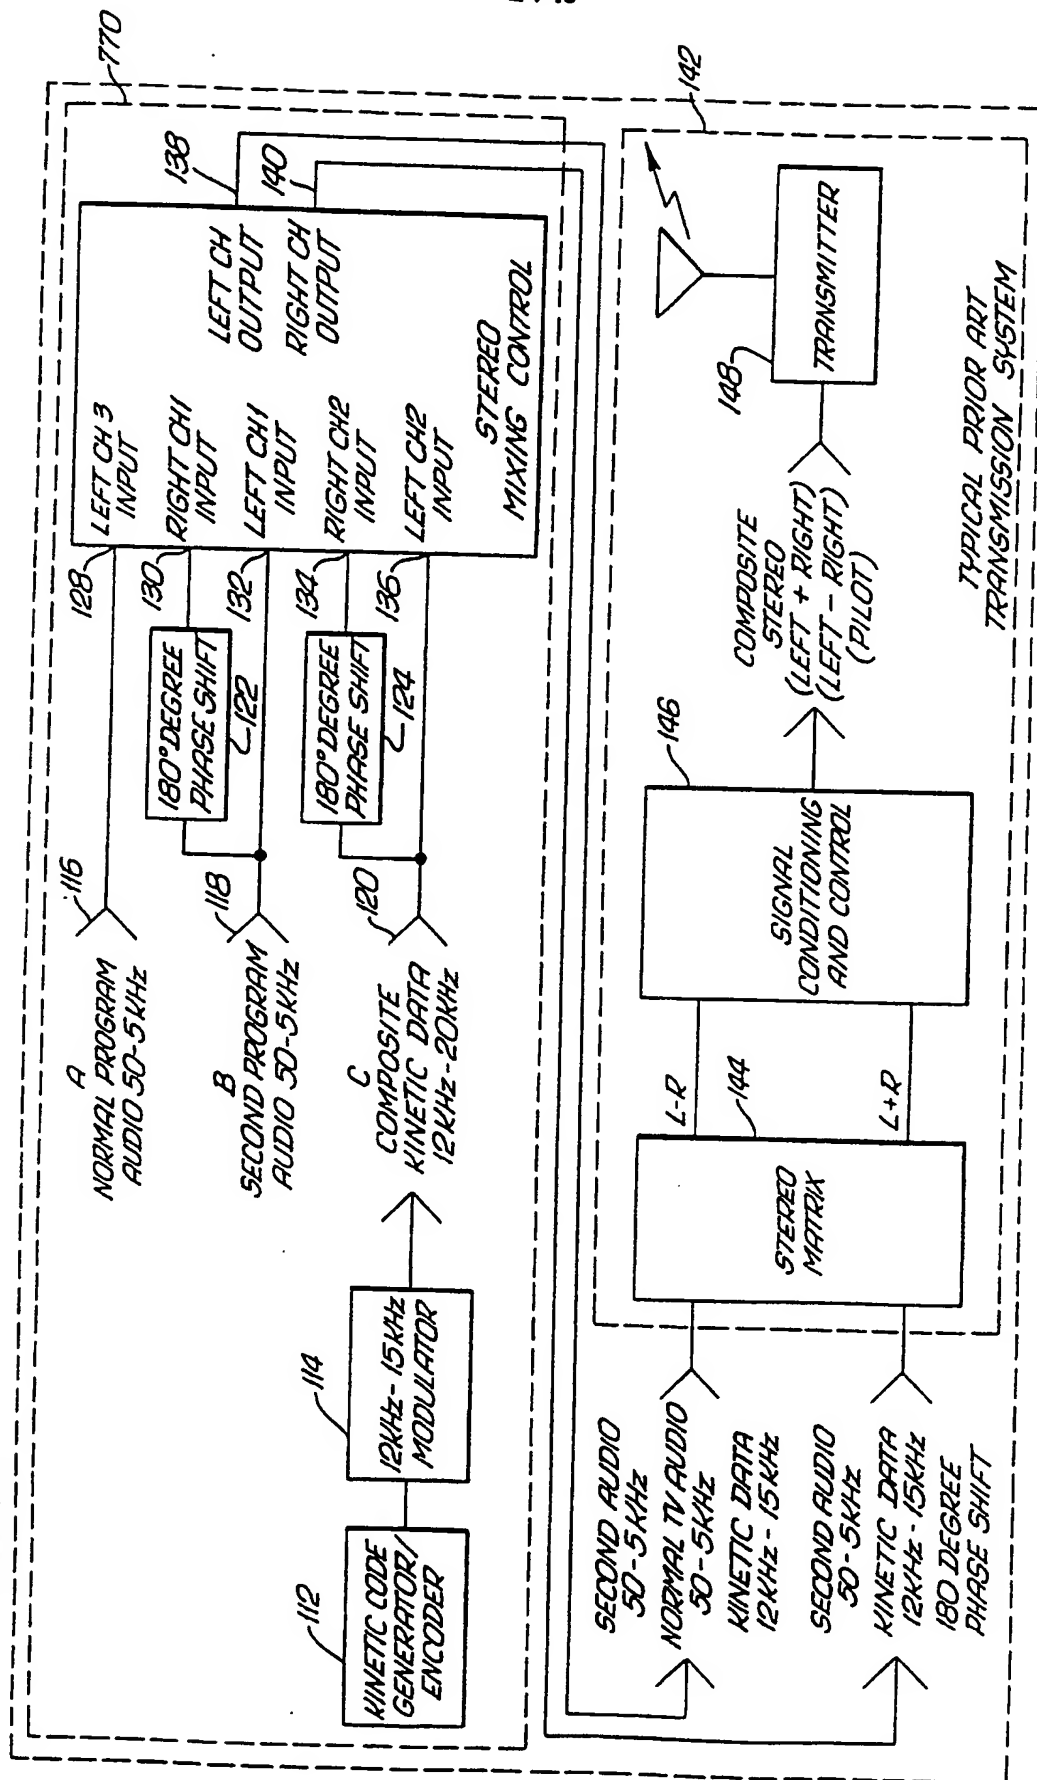 770
A
NORMAL PROGRAM
AUDIO 50-5KHz
116
128
LEFT CH 3
INPUT
B
SECOND PROGRAM
AUDIO 50-5KHz
118
180° DEGREE
PHASE SHIFT
122
130
RIGHT CH1
INPUT
132
LEFT CH1
INPUT
C
COMPOSITE
KINETIC DATA
12KHz-20KHz
120
180° DEGREE
PHASE SHIFT
124
134
RIGHT CH2
INPUT
136
LEFT CH2
INPUT
LEFT CH
OUTPUT
RIGHT CH
OUTPUT
138
140
STEREO
MIXING CONTROL
112
KINETIC CODE
GENERATOR/
ENCODER
114
12KHz-15KHz
MODULATOR
142
SECOND AUDIO
50-5KHz
NORMAL TV AUDIO
50-5KHz
KINETIC DATA
12KHz-15KHz
SECOND AUDIO
50-5KHz
KINETIC DATA
12KHz-15KHz
180 DEGREE
PHASE SHIFT
STEREO
MATRIX
144
L-R
L+R
146
SIGNAL
CONDITIONING
AND CONTROL
COMPOSITE
STEREO
(LEFT + RIGHT)
(LEFT - RIGHT)
(PILOT)
148
TRANSMITTER
TYPICAL PRIOR ART
TRANSMISSION SYSTEM